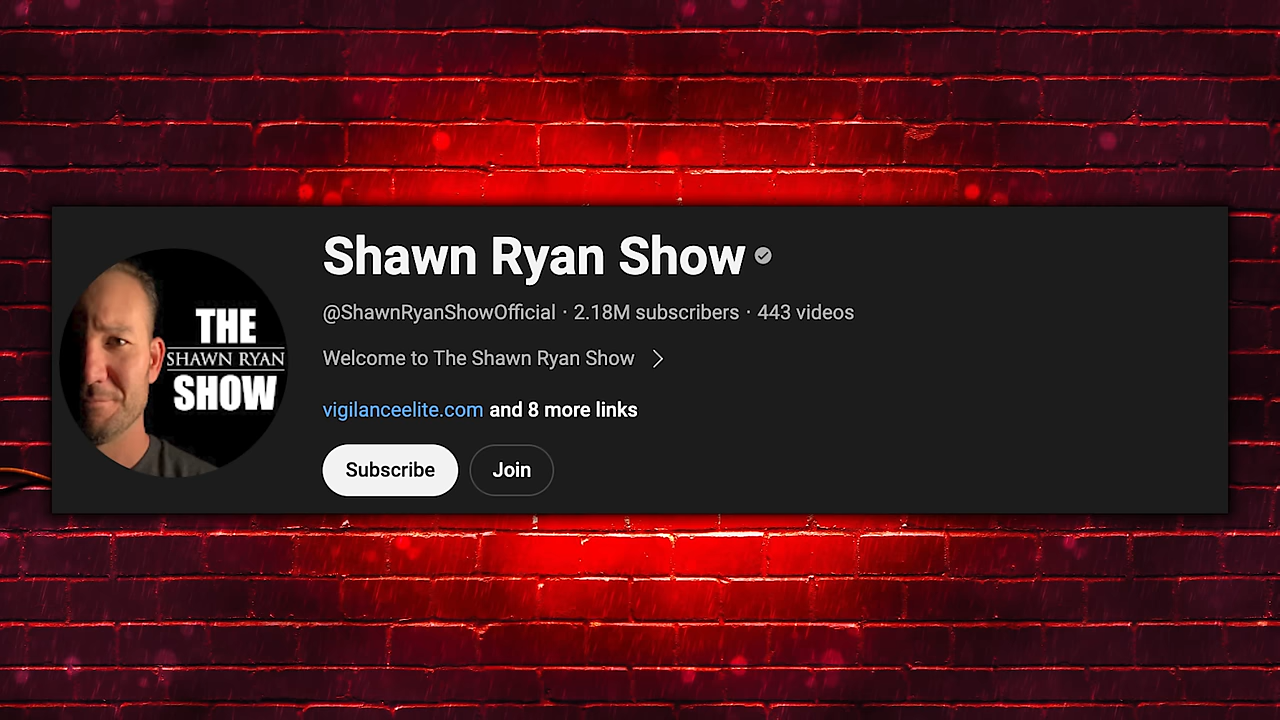 THE
SHAWN RYAN
SHOW
Shawn Ryan Show
@ShawnRyanShowOfficial · 2.18M subscribers · 443 videos
Welcome to The Shawn Ryan Show
vigilanceelite.com and 8 more links
Subscribe Join